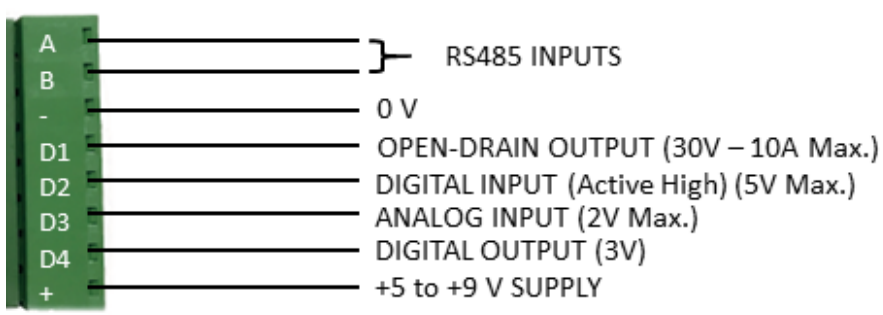 A
RS485 INPUTS
B
- 0 V
D1 OPEN-DRAIN OUTPUT (30V – 10A Max.)
D2 DIGITAL INPUT (Active High) (5V Max.)
D3 ANALOG INPUT (2V Max.)
D4 DIGITAL OUTPUT (3V)
+ +5 to +9 V SUPPLY